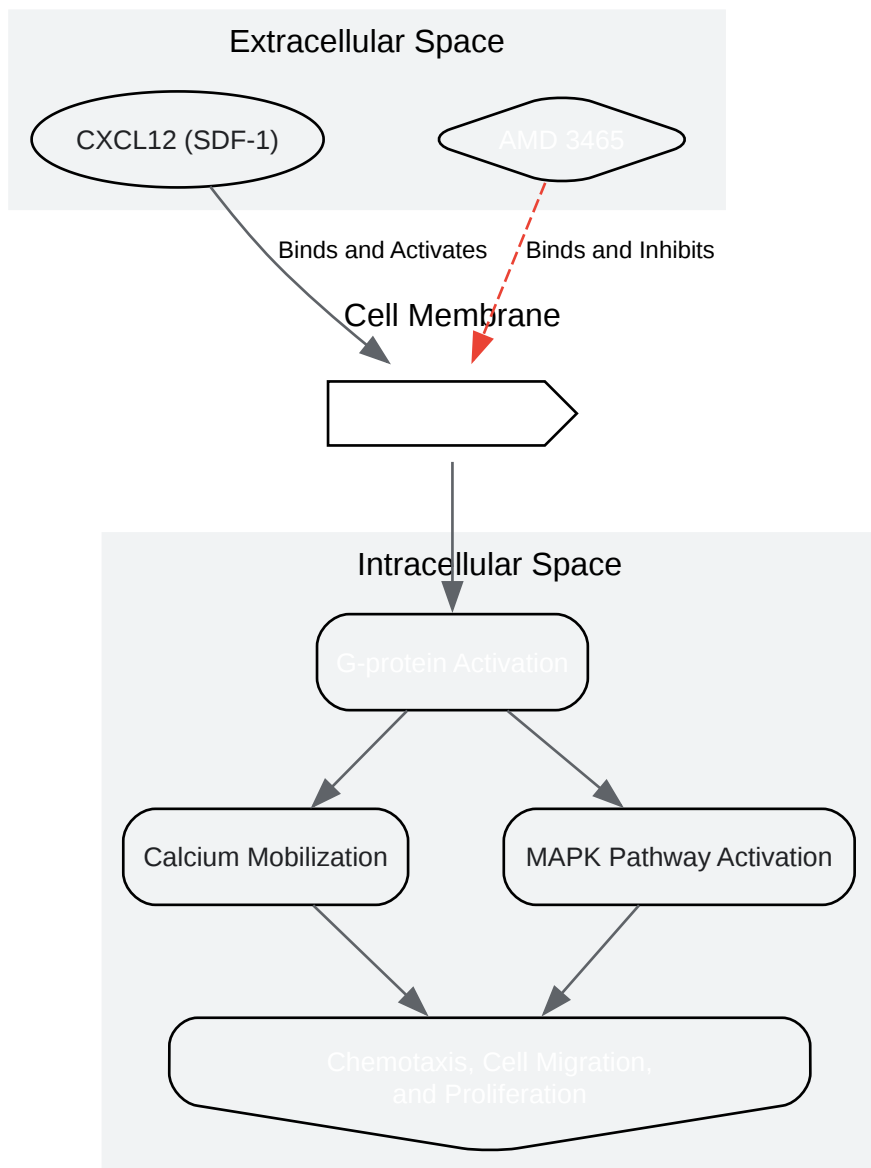 Extracellular Space
CXCL12 (SDF-1)
AMD 3465
Binds and Activates
Binds and Inhibits
Cell Membrane
Intracellular Space
G-protein Activation
Calcium Mobilization
MAPK Pathway Activation
Chemotaxis, Cell Migration,
and Proliferation